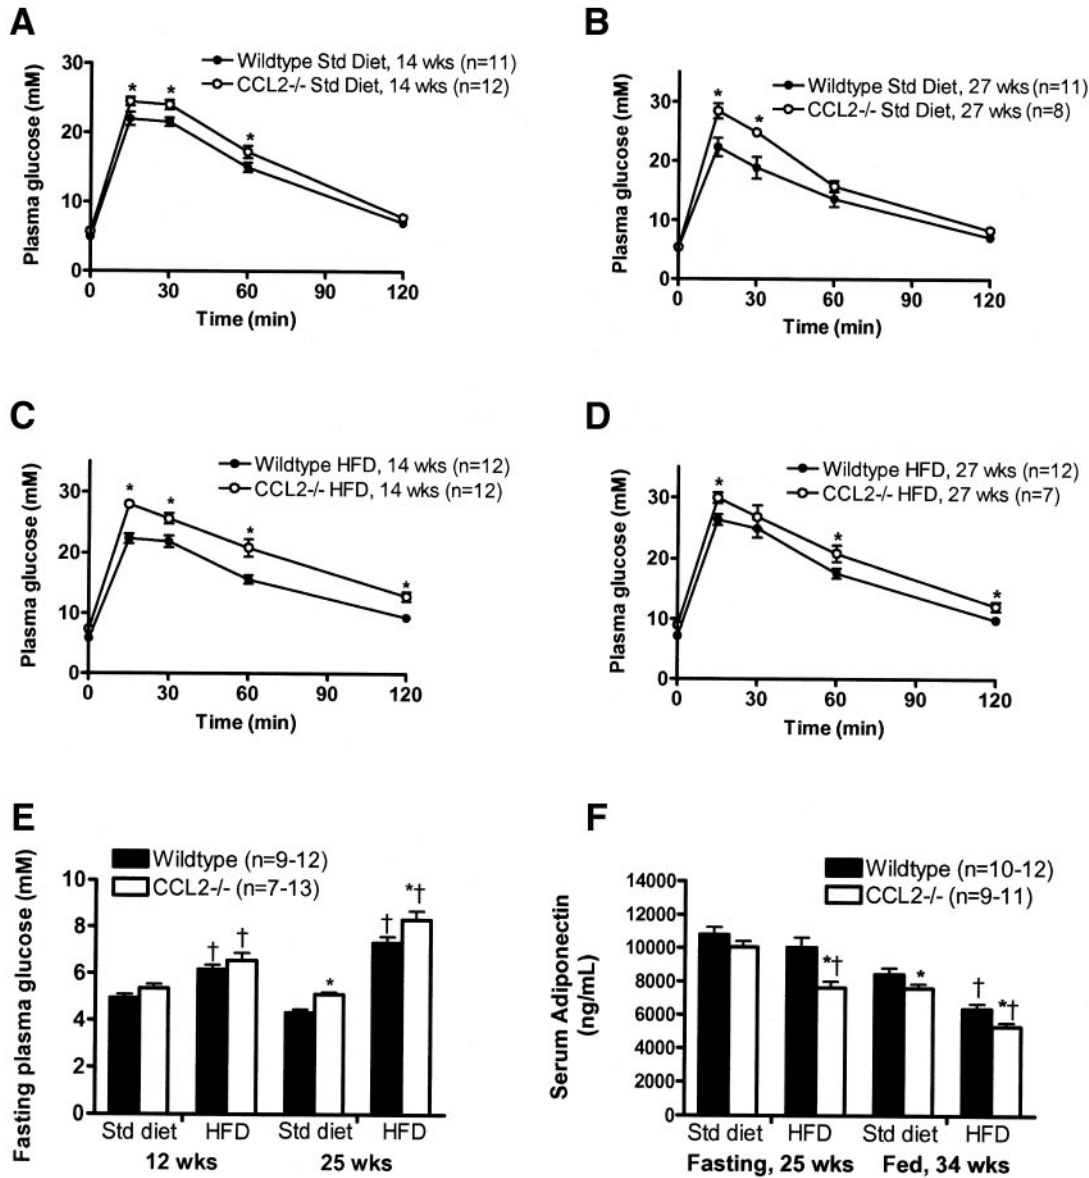 A
Wildtype Std Diet, 14 wks (n=11)
CCL2-/- Std Diet, 14 wks (n=12)
Plasma glucose (mM)
30
20
10
0
* * *
0 30 60 90 120
Time (min)
B
Wildtype Std Diet, 27 wks (n=11)
CCL2-/- Std Diet, 27 wks (n=8)
Plasma glucose (mM)
30
20
10
0
* *
0 30 60 90 120
Time (min)
C
Wildtype HFD, 14 wks (n=12)
CCL2-/- HFD, 14 wks (n=12)
Plasma glucose (mM)
30
20
10
0
* * * *
0 30 60 90 120
Time (min)
D
Wildtype HFD, 27 wks (n=12)
CCL2-/- HFD, 27 wks (n=7)
Plasma glucose (mM)
30
20
10
0
* * *
0 30 60 90 120
Time (min)
E
Wildtype (n=9-12)
CCL2-/- (n=7-13)
Fasting plasma glucose (mM)
10
8
6
4
2
0
† † * † *†
Std diet HFD Std diet HFD
12 wks 25 wks
F
Wildtype (n=10-12)
CCL2-/- (n=9-11)
Serum Adiponectin
(ng/mL)
14000
12000
10000
8000
6000
4000
2000
0
*† * † *†
Std diet HFD Std diet HFD
Fasting, 25 wks Fed, 34 wks